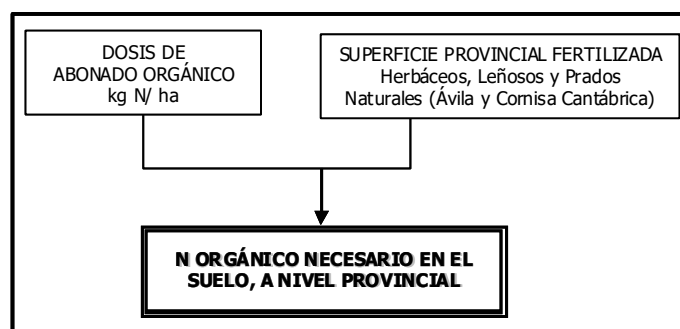 DOSIS DE
ABONADO ORGÁNICO
kg N/ ha
SUPERFICIE PROVINCIAL FERTILIZADA
Herbáceos, Leñosos y Prados
Naturales (Ávila y Cornisa Cantábrica)
N ORGÁNICO NECESARIO EN EL
SUELO, A NIVEL PROVINCIAL